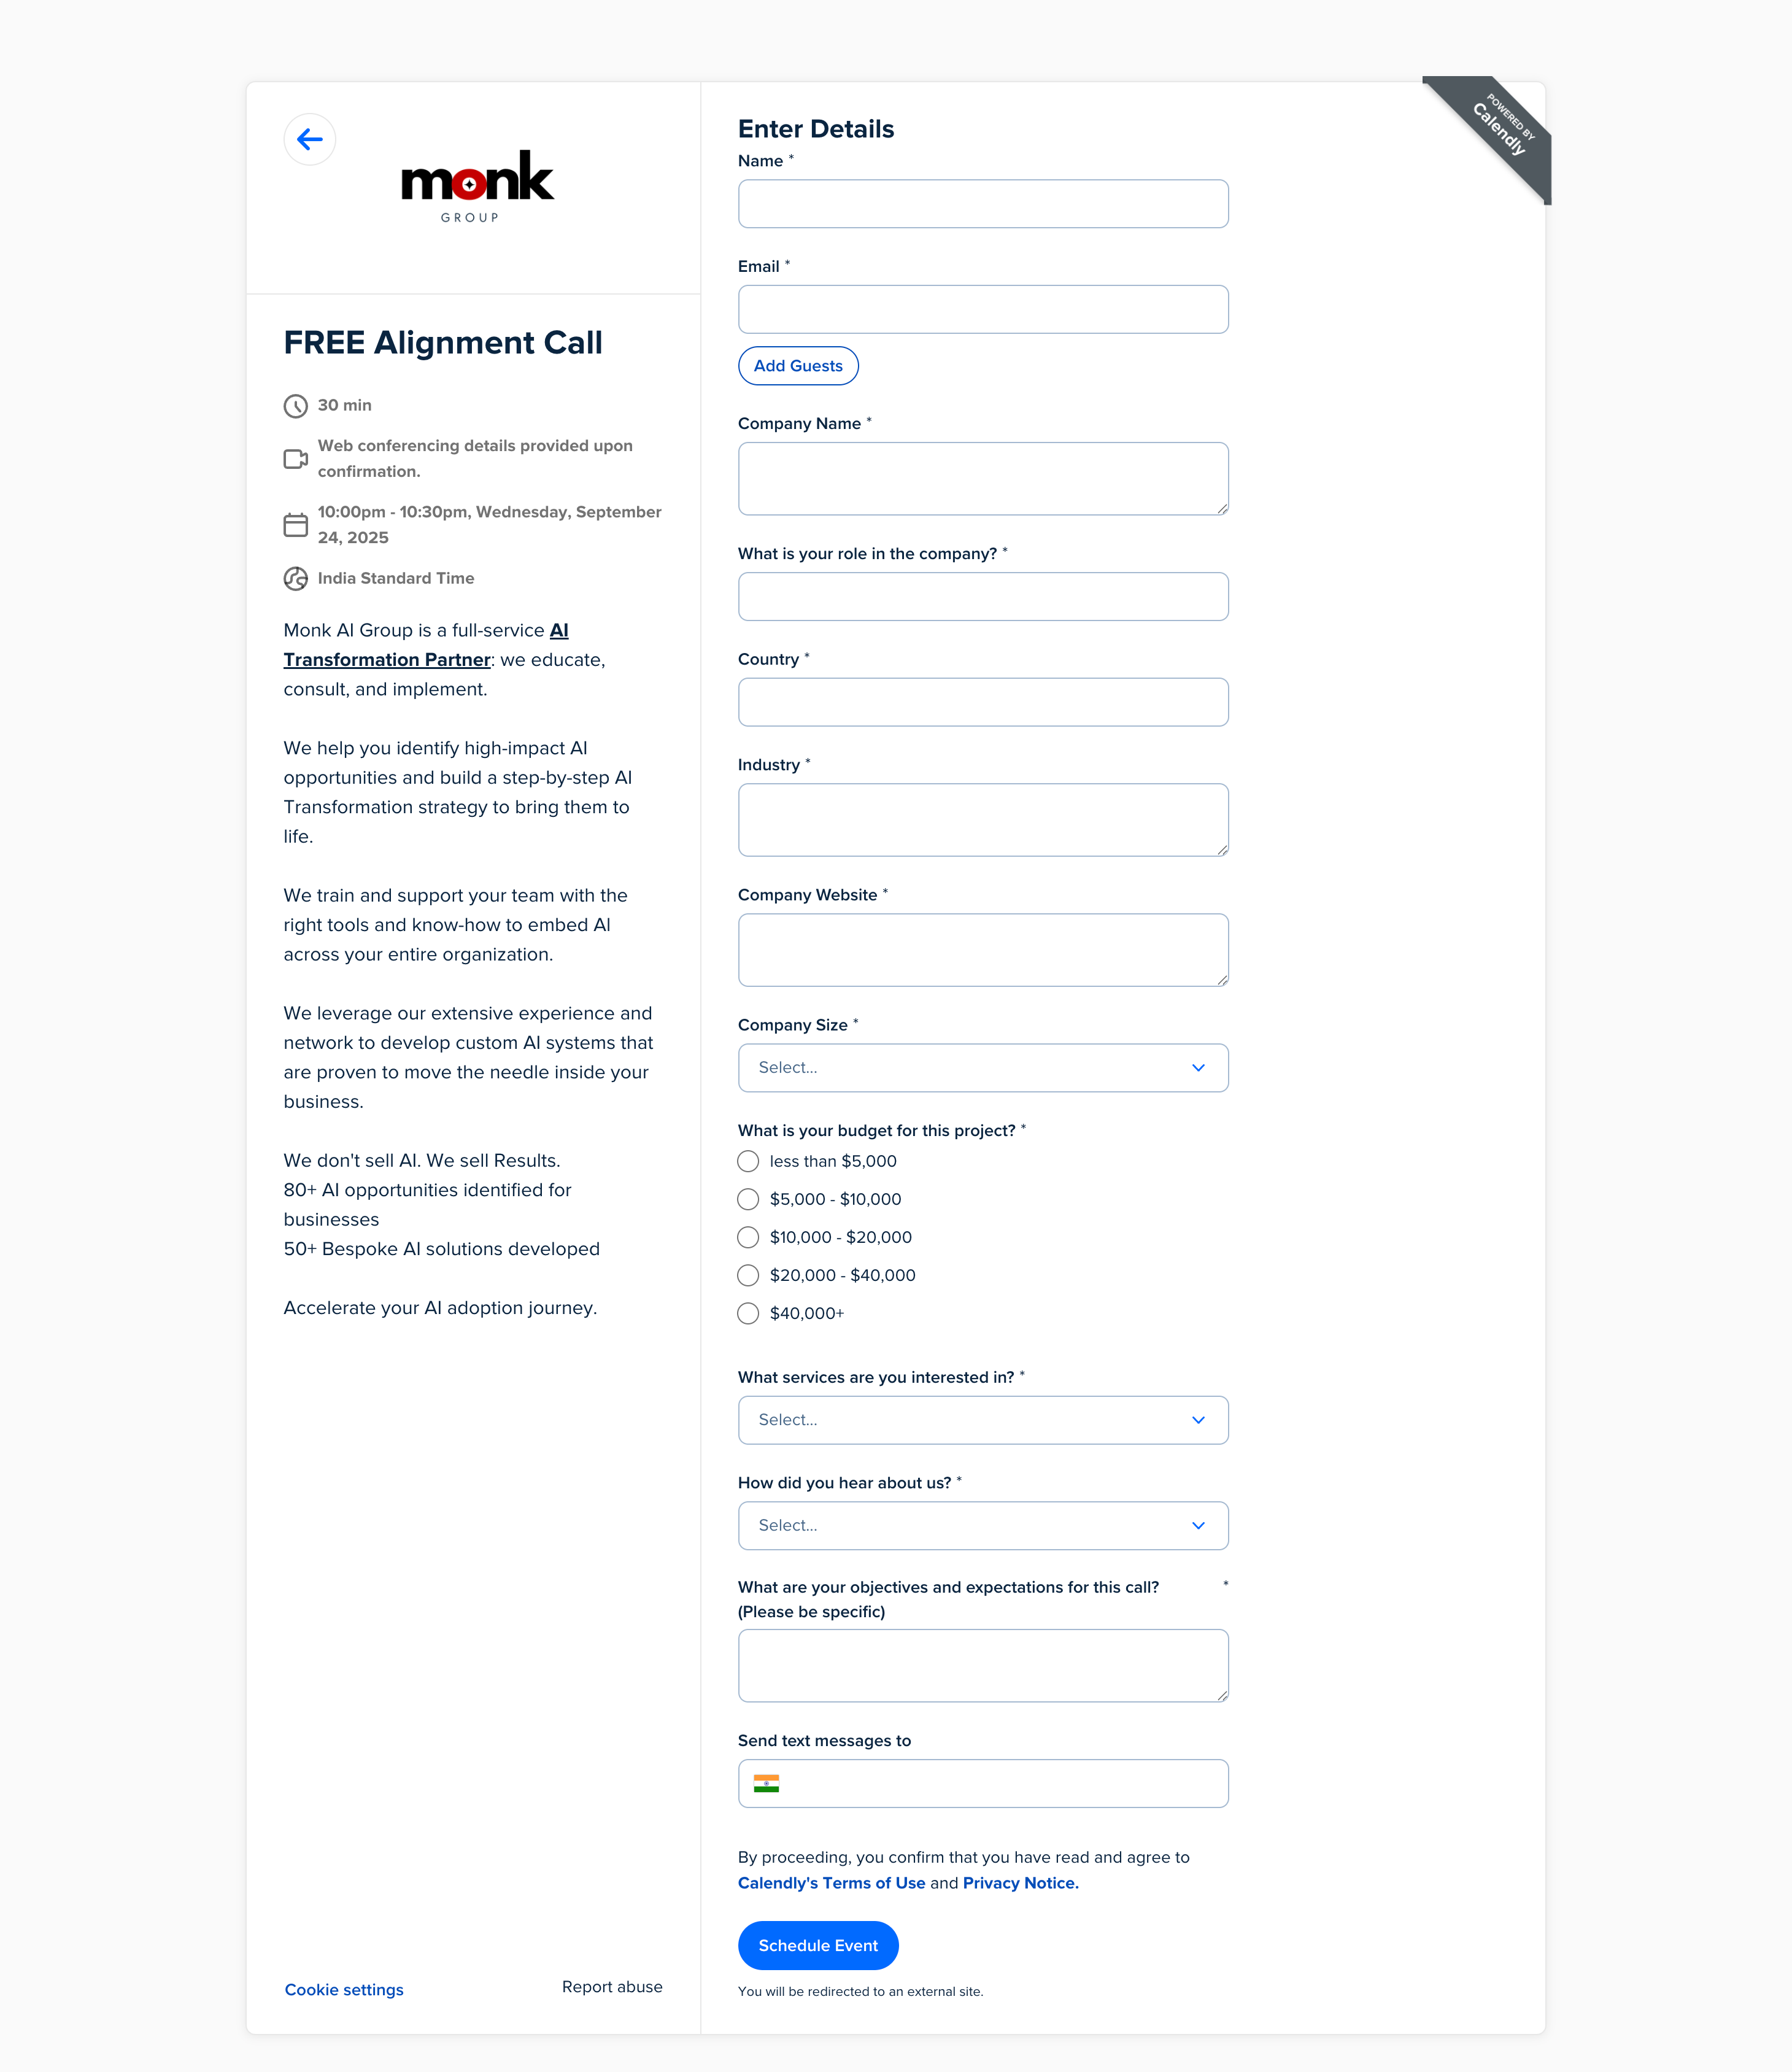 monk
GROUP
FREE Alignment Call
30 min
Web conferencing details provided upon
confirmation.
10:00pm - 10:30pm, Wednesday, September
24, 2025
India Standard Time
Monk AI Group is a full-service AI
Transformation Partner: we educate,
consult, and implement.
We help you identify high-impact AI
opportunities and build a step-by-step AI
Transformation strategy to bring them to
life.
We train and support your team with the
right tools and know-how to embed AI
across your entire organization.
We leverage our extensive experience and
network to develop custom AI systems that
are proven to move the needle inside your
business.
We don't sell AI. We sell Results.
80+ AI opportunities identified for
businesses
50+ Bespoke AI solutions developed
Accelerate your AI adoption journey.
Cookie settings
Report abuse
POWERED BY
Calendly
Enter Details
Name *
Email *
Add Guests
Company Name *
What is your role in the company? *
Country *
Industry *
Company Website *
Company Size *
Select...
What is your budget for this project? *
less than $5,000
$5,000 - $10,000
$10,000 - $20,000
$20,000 - $40,000
$40,000+
What services are you interested in? *
Select...
How did you hear about us? *
Select...
What are your objectives and expectations for this call? *
(Please be specific)
Send text messages to
By proceeding, you confirm that you have read and agree to
Calendly's Terms of Use and Privacy Notice.
Schedule Event
You will be redirected to an external site.